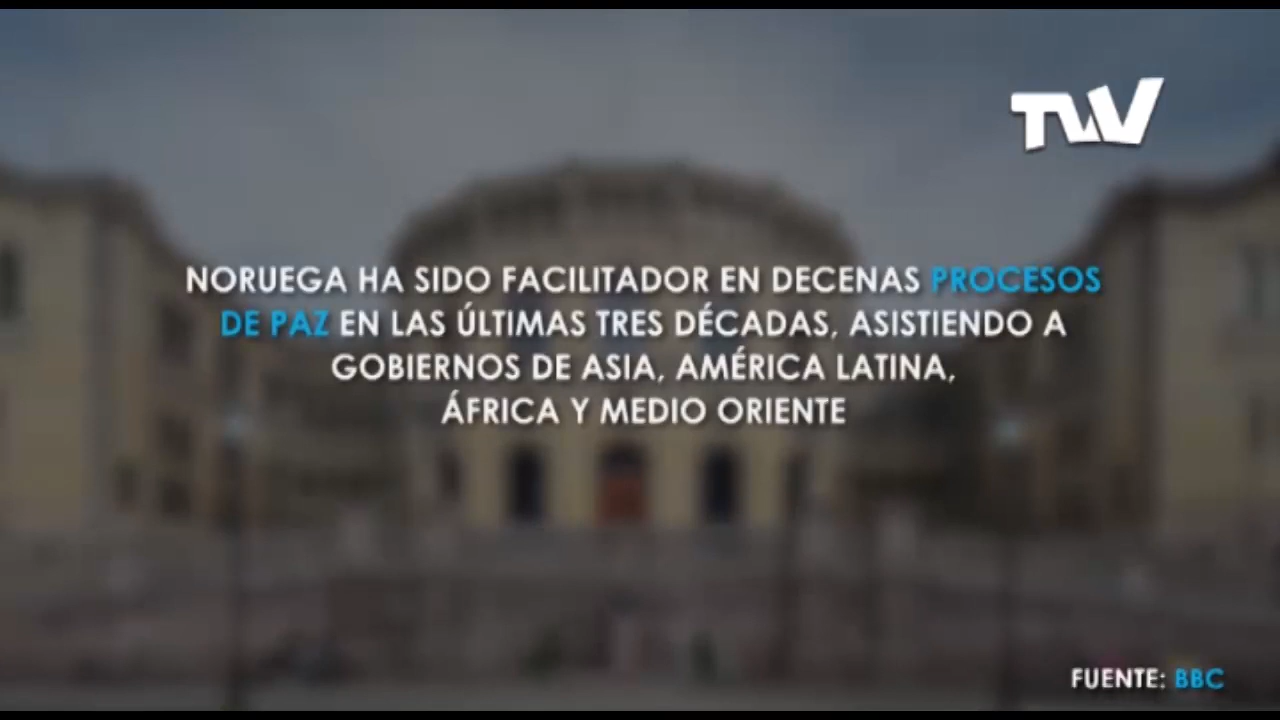 TVV
NORUEGA HA SIDO FACILITADOR EN DECENAS PROCESOS
DE PAZ EN LAS ÚLTIMAS TRES DÉCADAS, ASISTIENDO A
GOBIERNOS DE ASIA, AMÉRICA LATINA,
ÁFRICA Y MEDIO ORIENTE
FUENTE: BBC